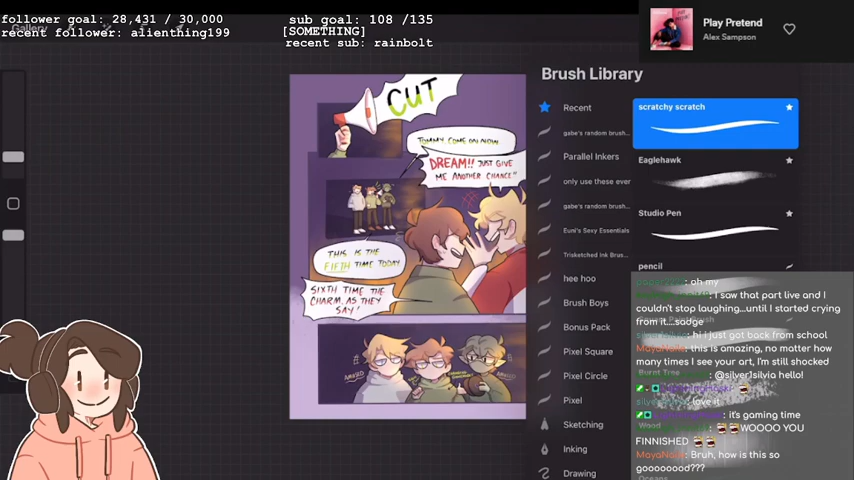 follower goal: 28,431 / 30,000
recent follower: alienthing199
sub goal: 108 /135
[SOMETHING]
recent sub: rainbolt
Play Pretend
Alex Sampson
Gallery
CUT
TOMMY COME ON NOW.
DREAM!! JUST GIVE
ME ANOTHER CHANCE"
THIS IS THE
FIFTH TIME TODAY
SIXTH TIME THE
CHARM, AS THEY
SAY!
Brush Library
Recent
gabe's random brush...
Parallel Inkers
only use these ever
gabe's random brush...
Euni's Sexy Essentials
Trisketched Ink Brus...
hee hoo
Brush Boys
Bonus Pack
Pixel Square
Pixel Circle
Pixel
Sketching
Inking
Drawing
scratchy scratch
Eaglehawk
Studio Pen
pencil
: oh my
: I saw that part live and I
couldn't stop laughing...until I started crying
from it...sadge
: hi i just got back from school
: this is amazing, no matter how
many times I see your art, I'm still shocked
Burnt Tree
: @silver1silvia hello!
: love it
: it's gaming time
Wood
: WOOOO YOU
FINNISHED
: Bruh, how is this so
goooooood???
Oceans